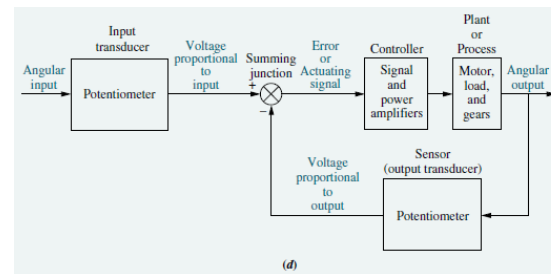 Input
transducer
Angular
input
Potentiometer
Voltage
proportional
to
input
Summing
junction
+
−
Error
or
Actuating
signal
Controller
Signal
and
power
amplifiers
Plant
or
Process
Motor,
load,
and
gears
Angular
output
Sensor
(output transducer)
Potentiometer
Voltage
proportional
to
output
(d)